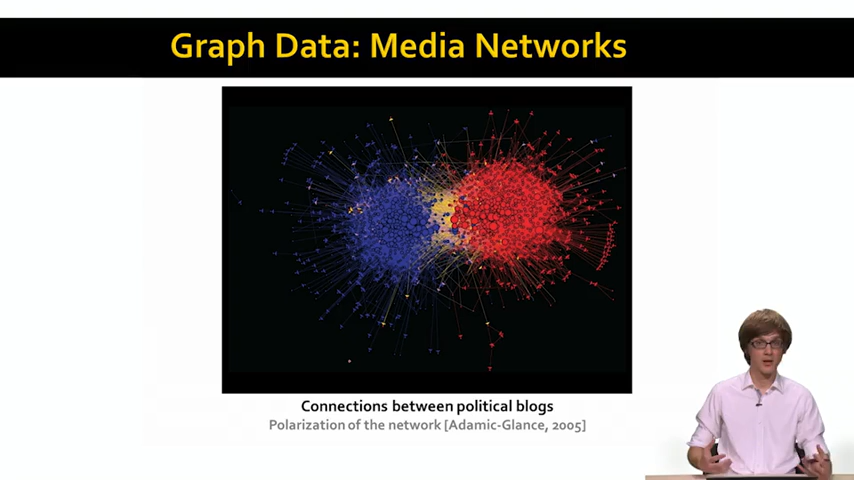 Graph Data: Media Networks
Connections between political blogs
Polarization of the network [Adamic-Glance, 2005]